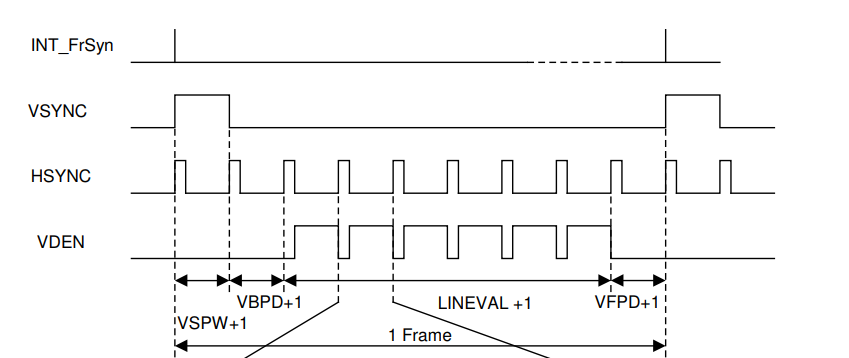 INT_FrSyn
VSYNC
HSYNC
VDEN
VBPD+1
LINEVAL +1
VFPD+1
VSPW+1
1 Frame